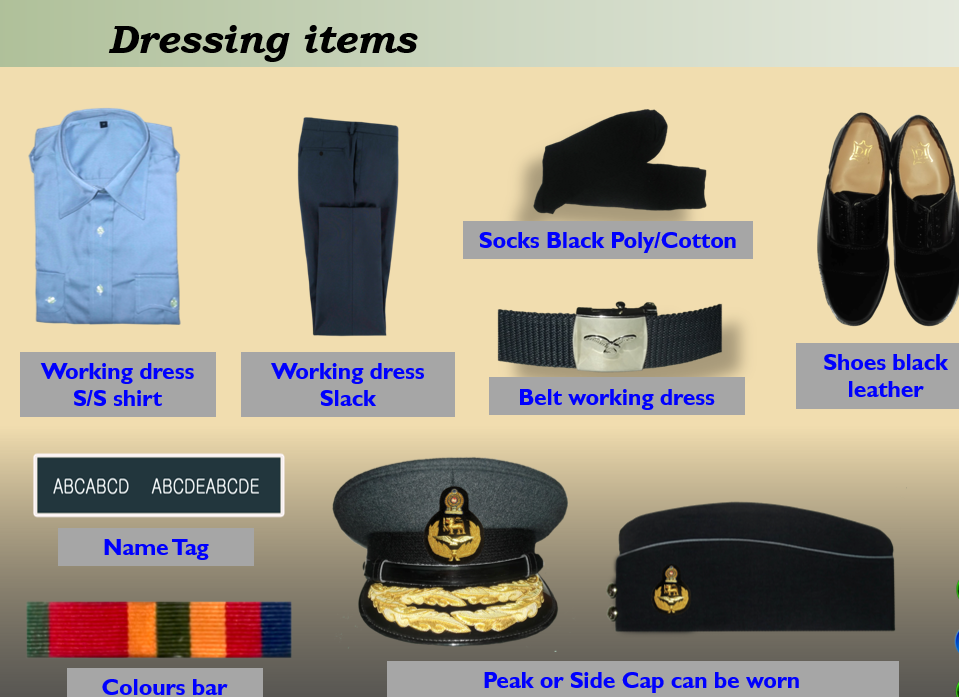 Dressing items
Socks Black Poly/Cotton
Working dress
S/S shirt
Working dress
Slack
Belt working dress
Shoes black
leather
ABCABCD ABCDEABCDE
Name Tag
Colours bar
Peak or Side Cap can be worn